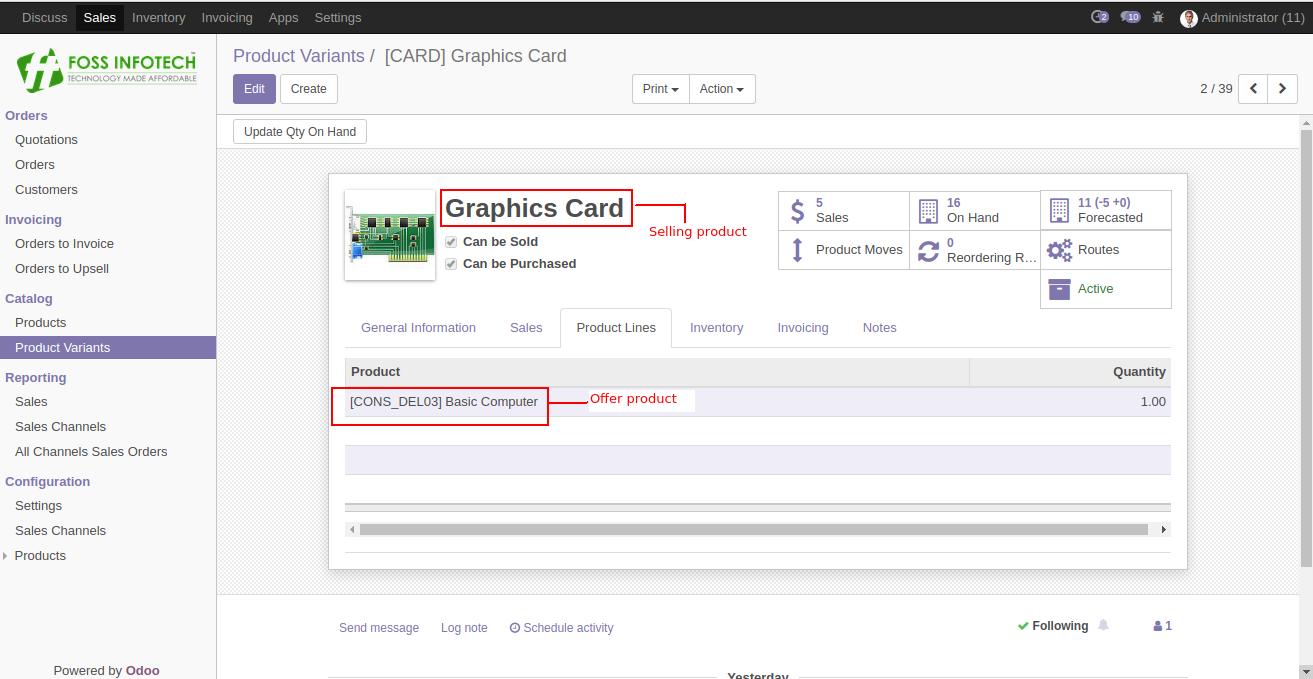 Discuss Sales Inventory Invoicing Apps Settings 2 10 Administrator (11)
FOSS INFOTECH
TECHNOLOGY MADE AFFORDABLE
Product Variants / [CARD] Graphics Card
Edit Create Print Action 2 / 39
Update Qty On Hand
Orders
Quotations
Orders
Customers
Invoicing
Orders to Invoice
Orders to Upsell
Catalog
Products
Product Variants
Reporting
Sales
Sales Channels
All Channels Sales Orders
Configuration
Settings
Sales Channels
Products
Powered by Odoo
Graphics Card
Selling product
Can be Sold
Can be Purchased
5
Sales
16
On Hand
11 (-5 +0)
Forecasted
Product Moves
0
Reordering R...
Routes
Active
General Information Sales Product Lines Inventory Invoicing Notes
Product Quantity
[CONS_DEL03] Basic Computer Offer product 1.00
Send message Log note Schedule activity Following 1
Yesterday